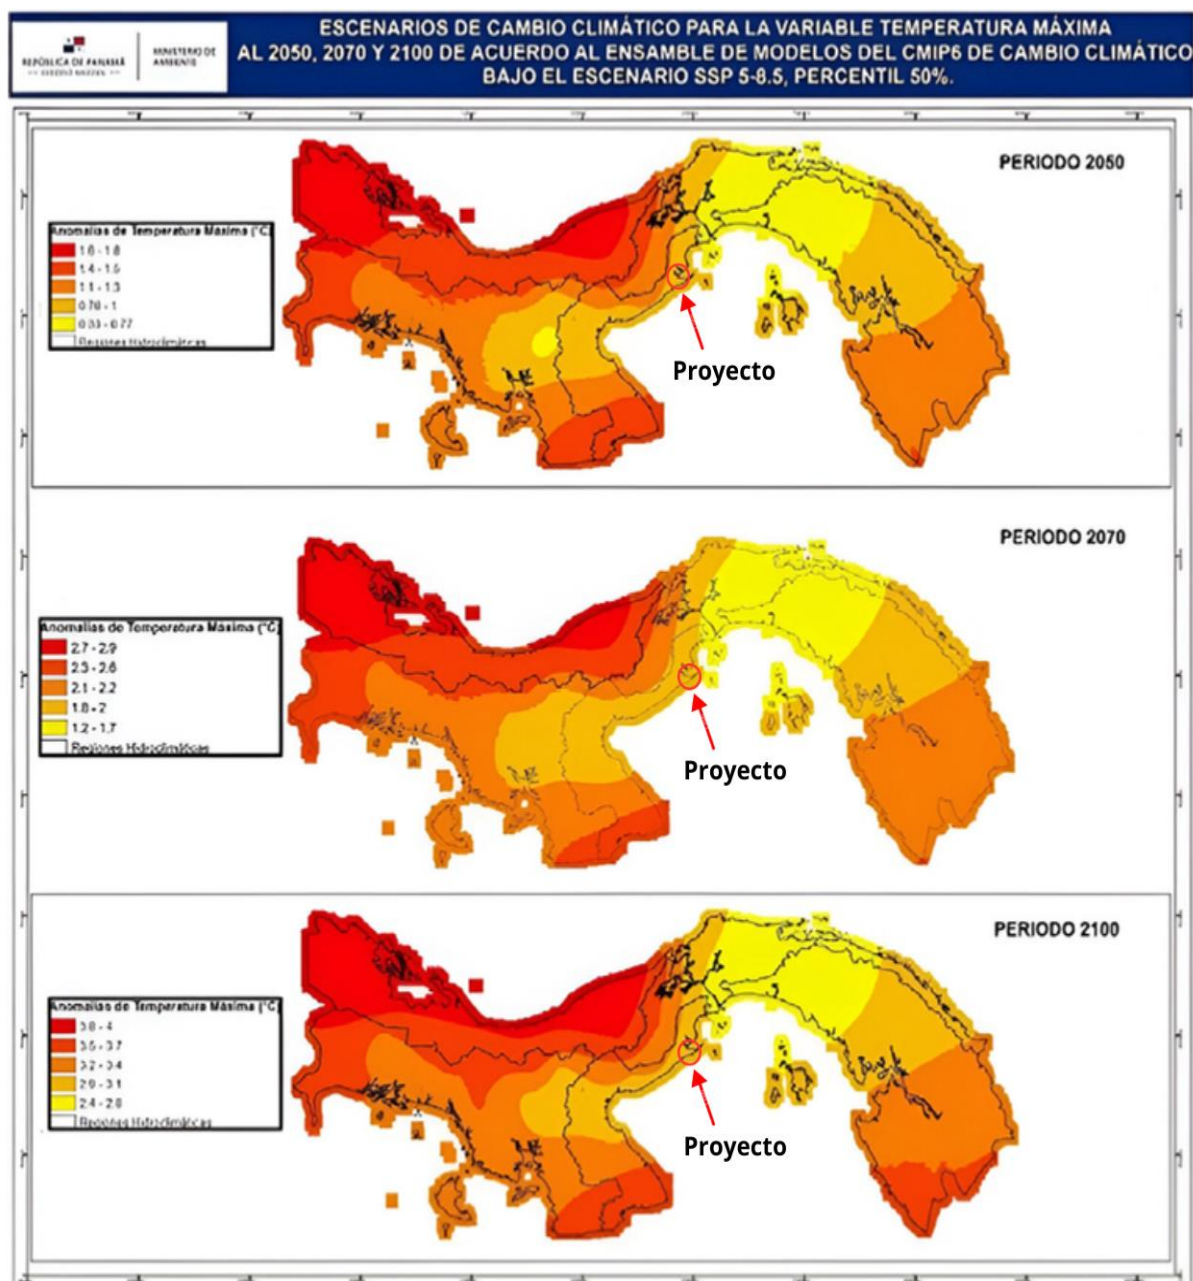 REPÚBLICA DE PANAMÁ
MINISTERIO DE
AMBIENTE
ESCENARIOS DE CAMBIO CLIMÁTICO PARA LA VARIABLE TEMPERATURA MÁXIMA
AL 2050, 2070 Y 2100 DE ACUERDO AL ENSAMBLE DE MODELOS DEL CMIP6 DE CAMBIO CLIMÁTICO
BAJO EL ESCENARIO SSP 5-8.5, PERCENTIL 50%.
PERIODO 2050
Anomalías de Temperatura Máxima (°C)
1.6 - 1.8
1.4 - 1.5
1.1 - 1.3
0.78 - 1
Regiones Hidroclimáticas
Proyecto
PERIODO 2070
Anomalías de Temperatura Máxima (°C)
2.7 - 2.9
2.3 - 2.6
2.1 - 2.2
1.8 - 2
1.2 - 1.7
Regiones Hidroclimáticas
Proyecto
PERIODO 2100
Anomalías de Temperatura Máxima (°C)
3.8 - 4
3.5 - 3.7
3.2 - 3.4
2.9 - 3.1
2.4 - 2.8
Regiones Hidroclimáticas
Proyecto